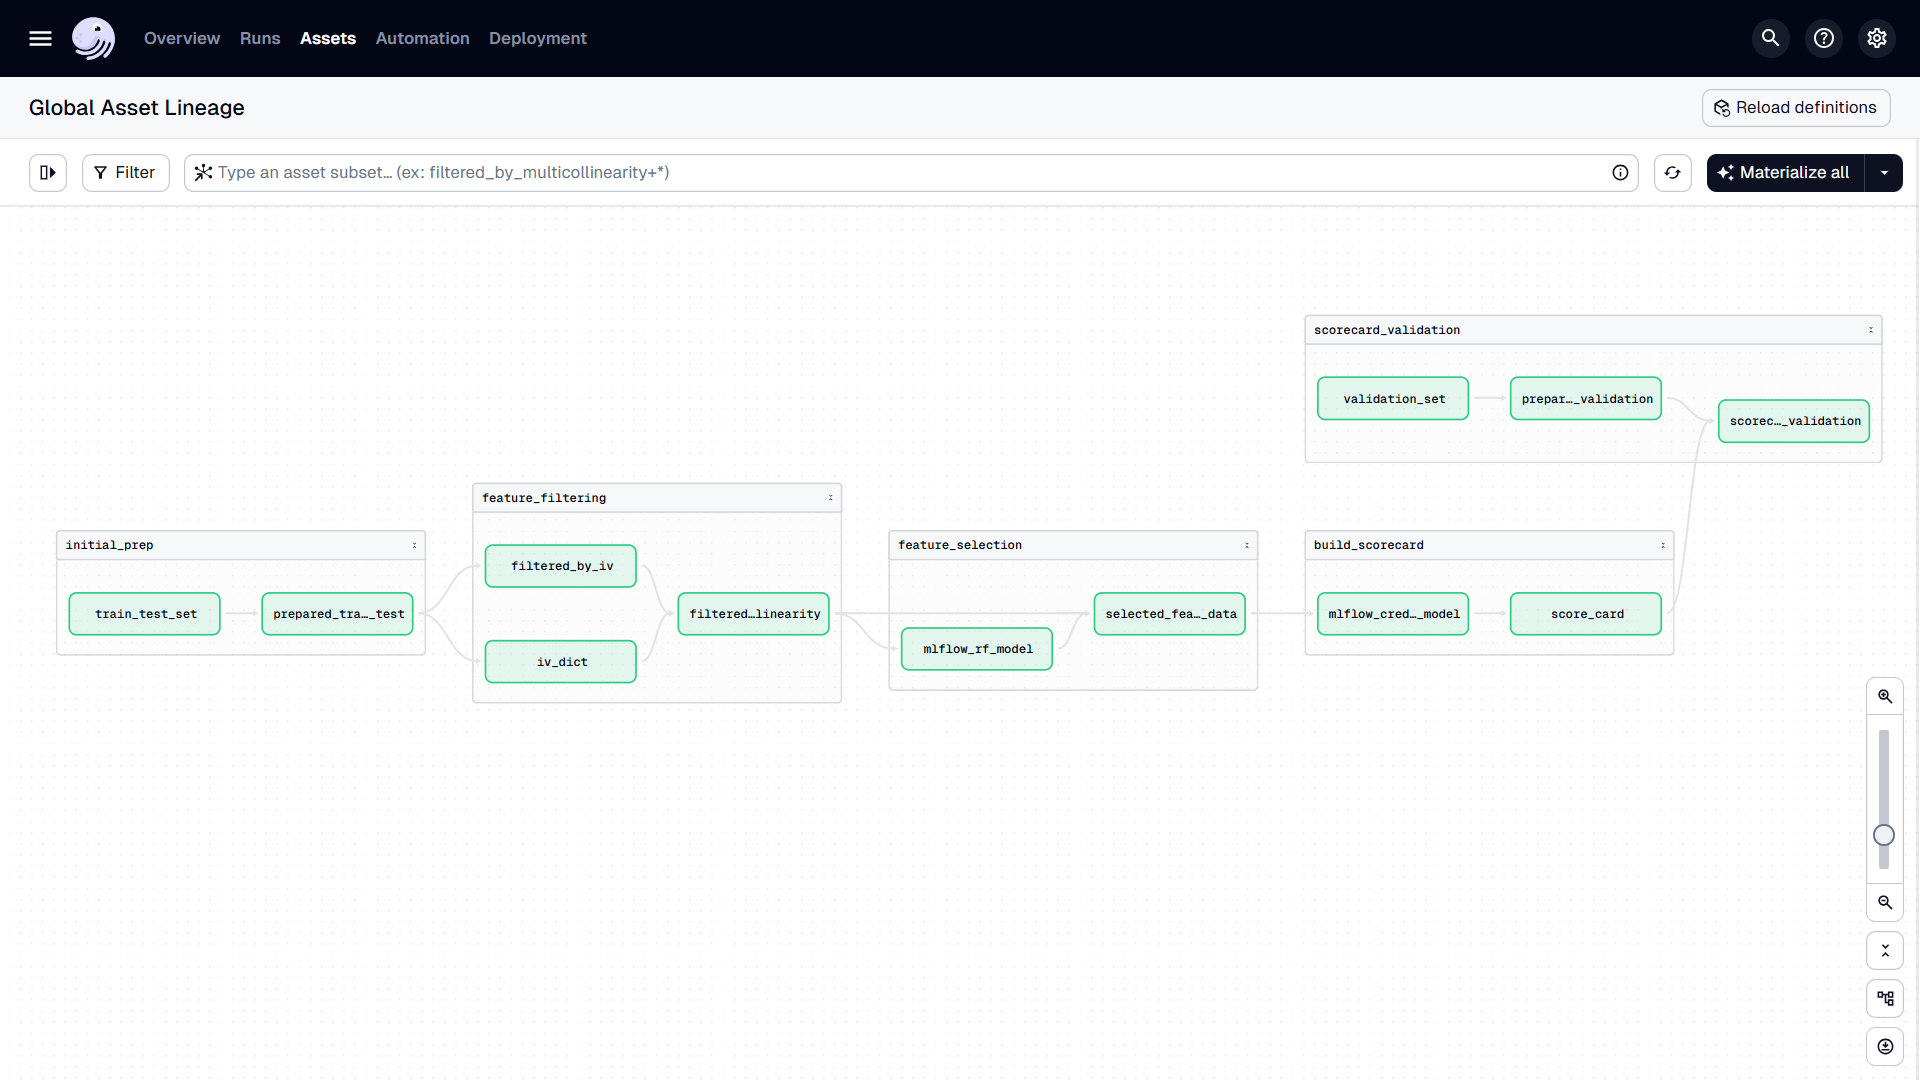 Overview Runs Assets Automation Deployment
Global Asset Lineage
Reload definitions
Filter
Type an asset subset… (ex: filtered_by_multicollinearity+*)
Materialize all
scorecard_validation
validation_set
prepar…_validation
scorec…_validation
feature_filtering
filtered_by_iv
filtered…linearity
iv_dict
initial_prep
train_test_set
prepared_tra…_test
feature_selection
selected_fea…_data
mlflow_rf_model
build_scorecard
mlflow_cred…_model
score_card